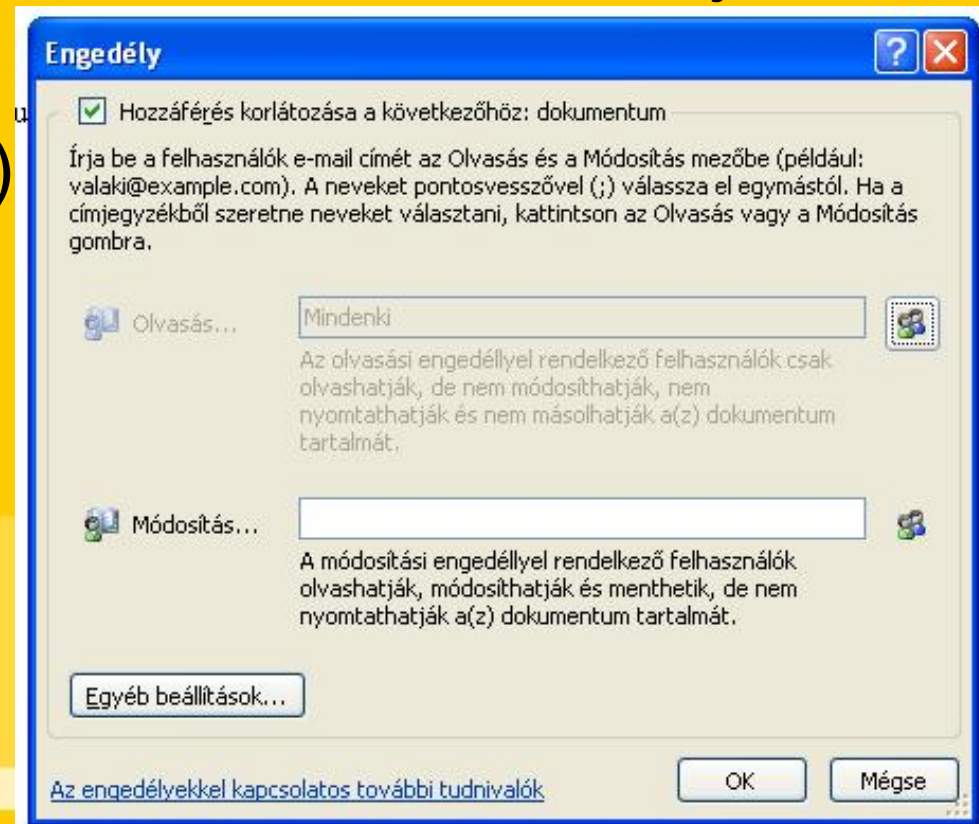 Engedély
Hozzáférés korlátozása a következőhöz: dokumentum
Írja be a felhasználók e-mail címét az Olvasás és a Módosítás mezőbe (például:
valaki@example.com). A neveket pontosvesszővel (;) válassza el egymástól. Ha a
címjegyzékből szeretne neveket választani, kattintson az Olvasás vagy a Módosítás
gombra.
Olvasás... Mindenki
Az olvasási engedéllyel rendelkező felhasználók csak
olvashatják, de nem módosíthatják, nem
nyomtathatják és nem másolhatják a(z) dokumentum
tartalmát.
Módosítás...
A módosítási engedéllyel rendelkező felhasználók
olvashatják, módosíthatják és menthetik, de nem
nyomtathatják a(z) dokumentum tartalmát.
Egyéb beállítások...
Az engedélyekkel kapcsolatos további tudnivalók OK Mégse